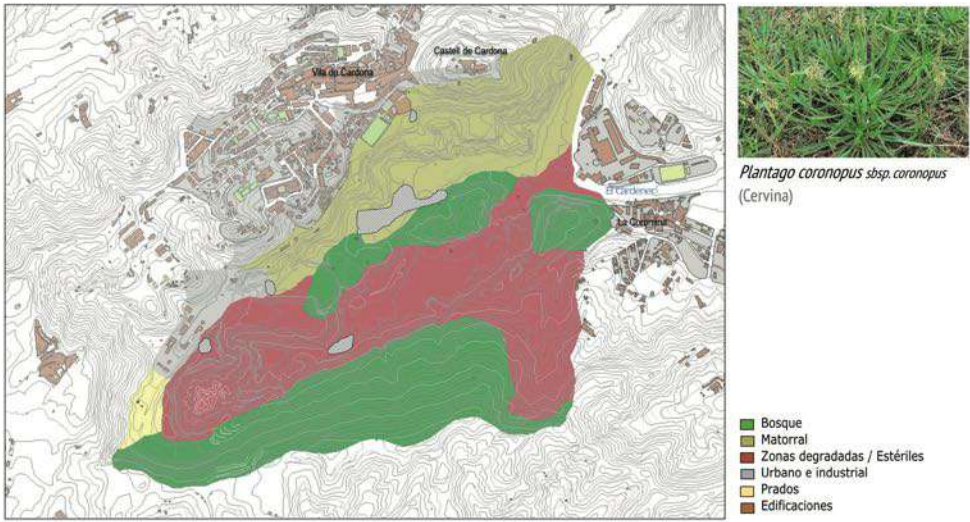 Castell de Cardona
Vila de Cardona
El Cardener
La Coromina
Plantago coronopus sbsp. coronopus
(Cervina)
Bosque
Matorral
Zonas degradadas / Estériles
Urbano e industrial
Prados
Edificaciones